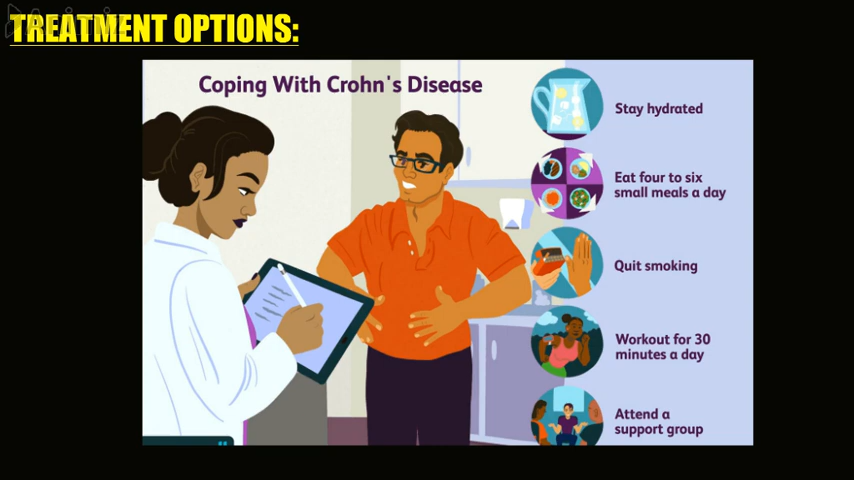 TREATMENT OPTIONS:
Coping With Crohn's Disease
Stay hydrated
Eat four to six
small meals a day
Quit smoking
Workout for 30
minutes a day
Attend a
support group